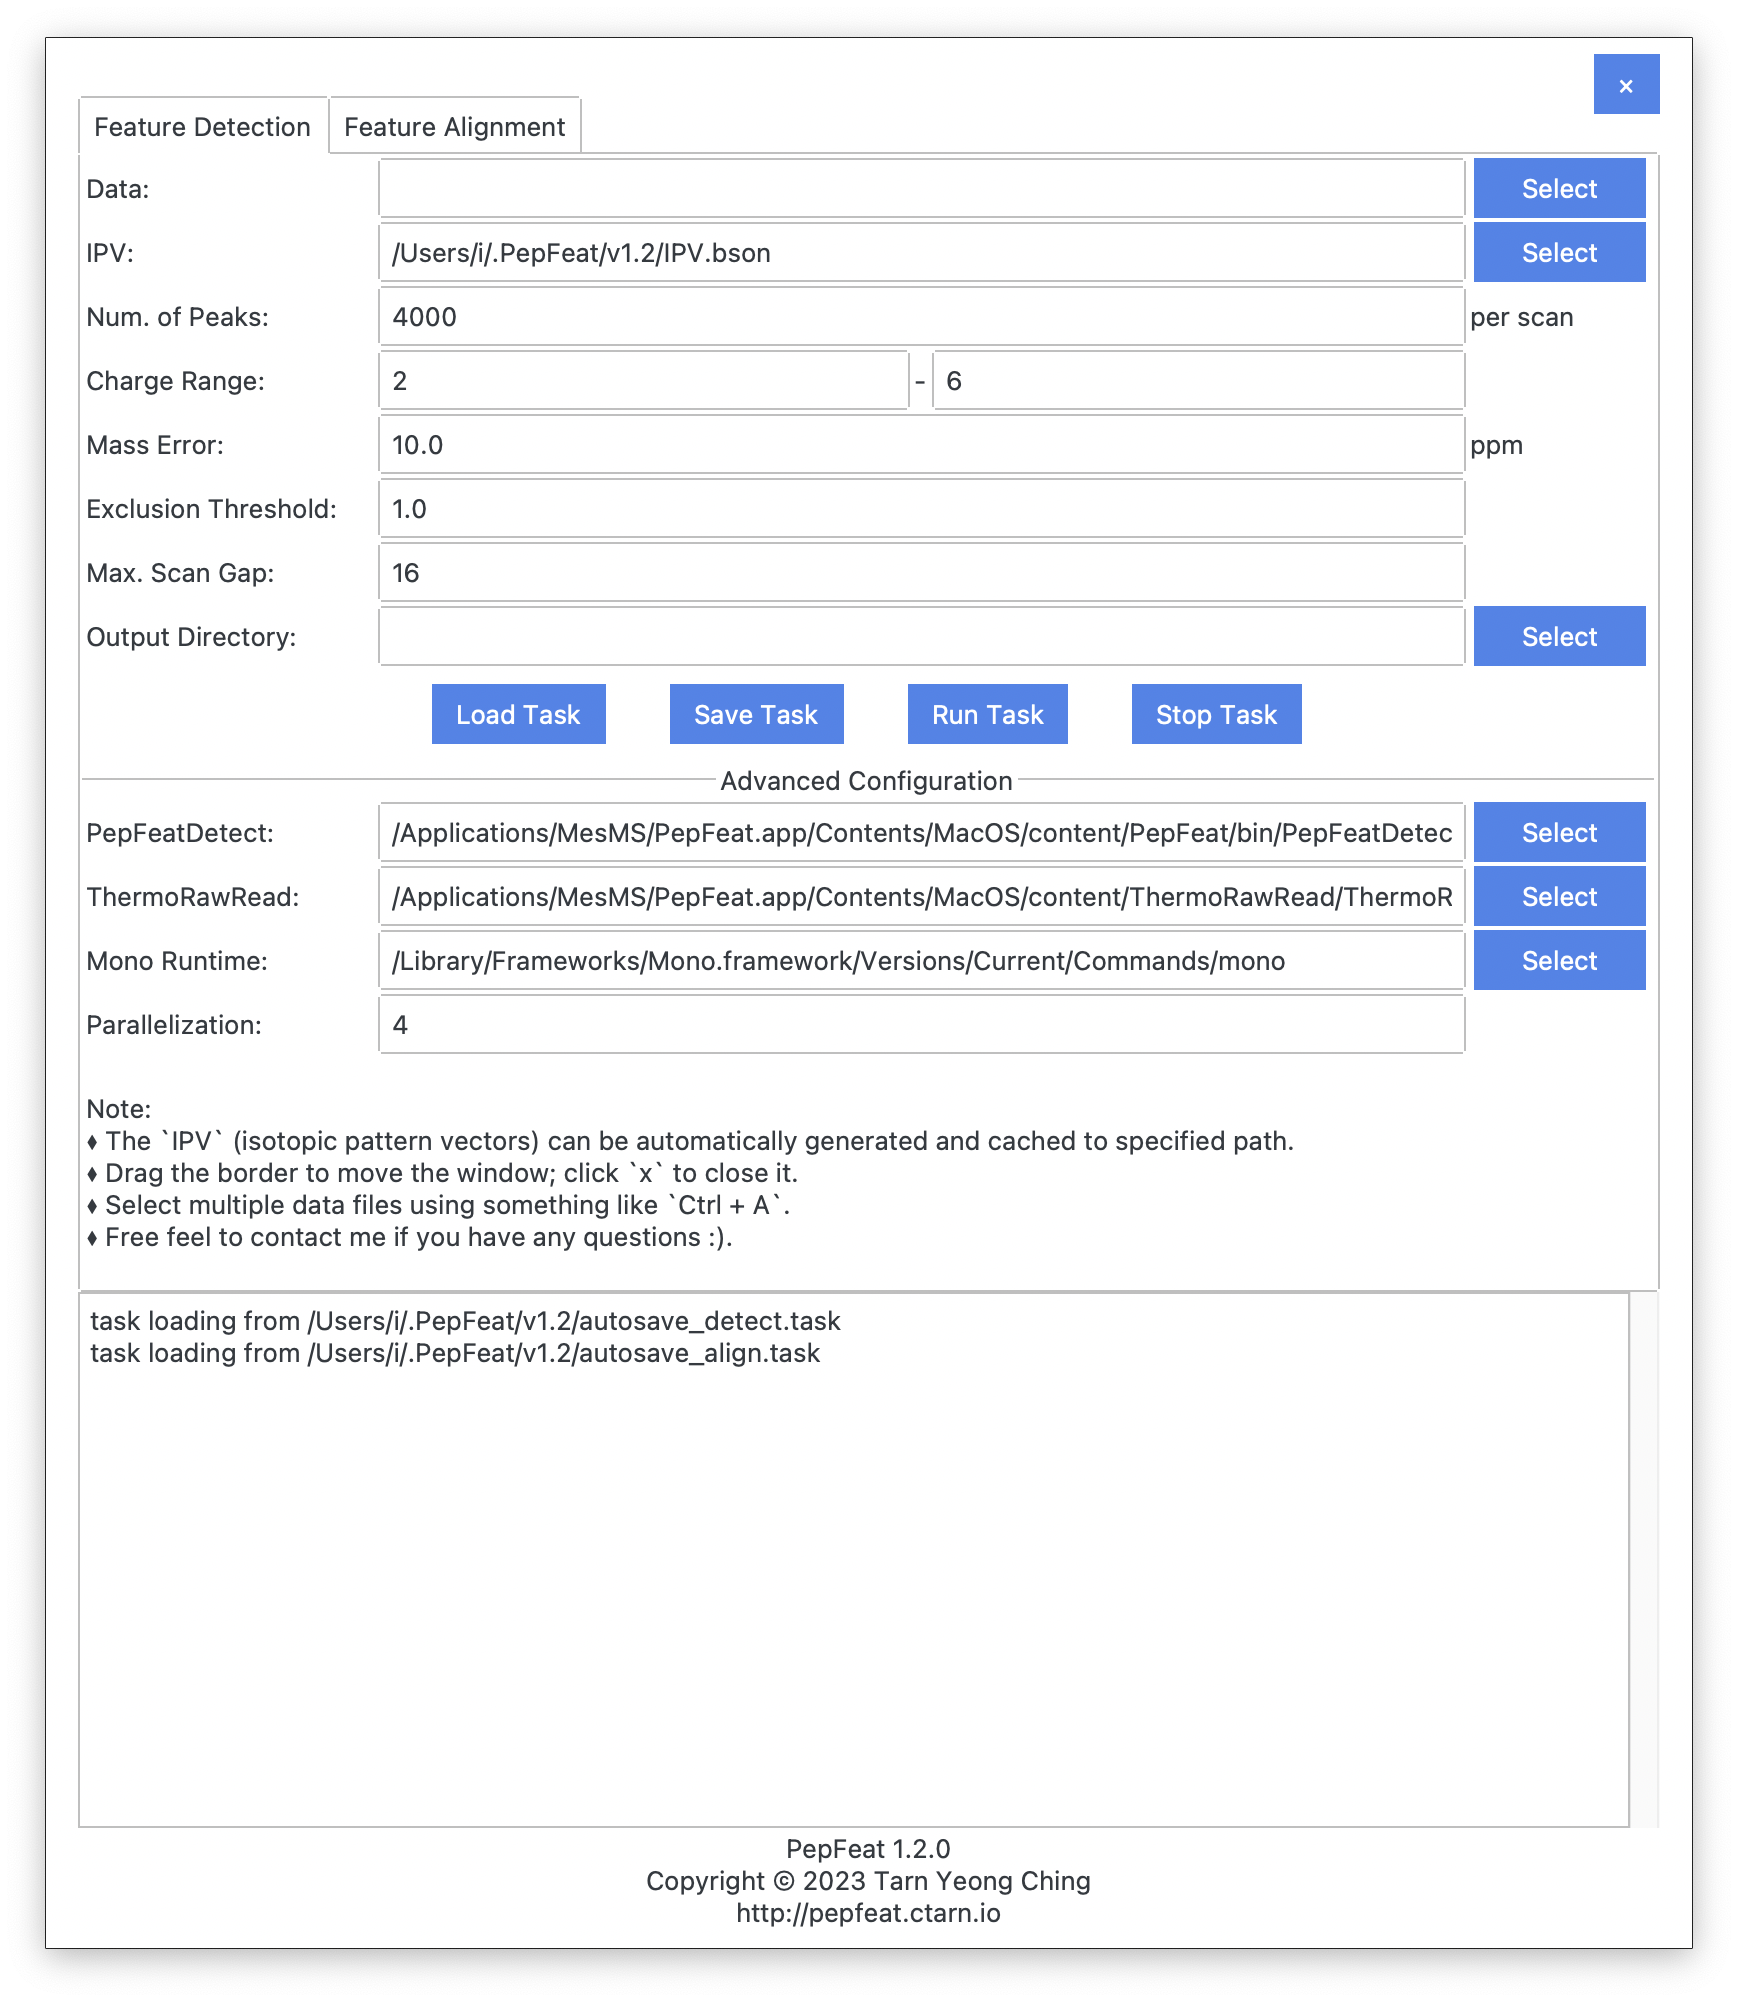 ×
Feature Detection Feature Alignment
Data: Select
IPV: /Users/i/.PepFeat/v1.2/IPV.bson Select
Num. of Peaks: 4000 per scan
Charge Range: 2 - 6
Mass Error: 10.0 ppm
Exclusion Threshold: 1.0
Max. Scan Gap: 16
Output Directory: Select
Load Task Save Task Run Task Stop Task
Advanced Configuration
PepFeatDetect: /Applications/MesMS/PepFeat.app/Contents/MacOS/content/PepFeat/bin/PepFeatDetec Select
ThermoRawRead: /Applications/MesMS/PepFeat.app/Contents/MacOS/content/ThermoRawRead/ThermoR Select
Mono Runtime: /Library/Frameworks/Mono.framework/Versions/Current/Commands/mono Select
Parallelization: 4
Note:
♦ The `IPV` (isotopic pattern vectors) can be automatically generated and cached to specified path.
♦ Drag the border to move the window; click `x` to close it.
♦ Select multiple data files using something like `Ctrl + A`.
♦ Free feel to contact me if you have any questions :).
task loading from /Users/i/.PepFeat/v1.2/autosave_detect.task
task loading from /Users/i/.PepFeat/v1.2/autosave_align.task
PepFeat 1.2.0
Copyright © 2023 Tarn Yeong Ching
http://pepfeat.ctarn.io